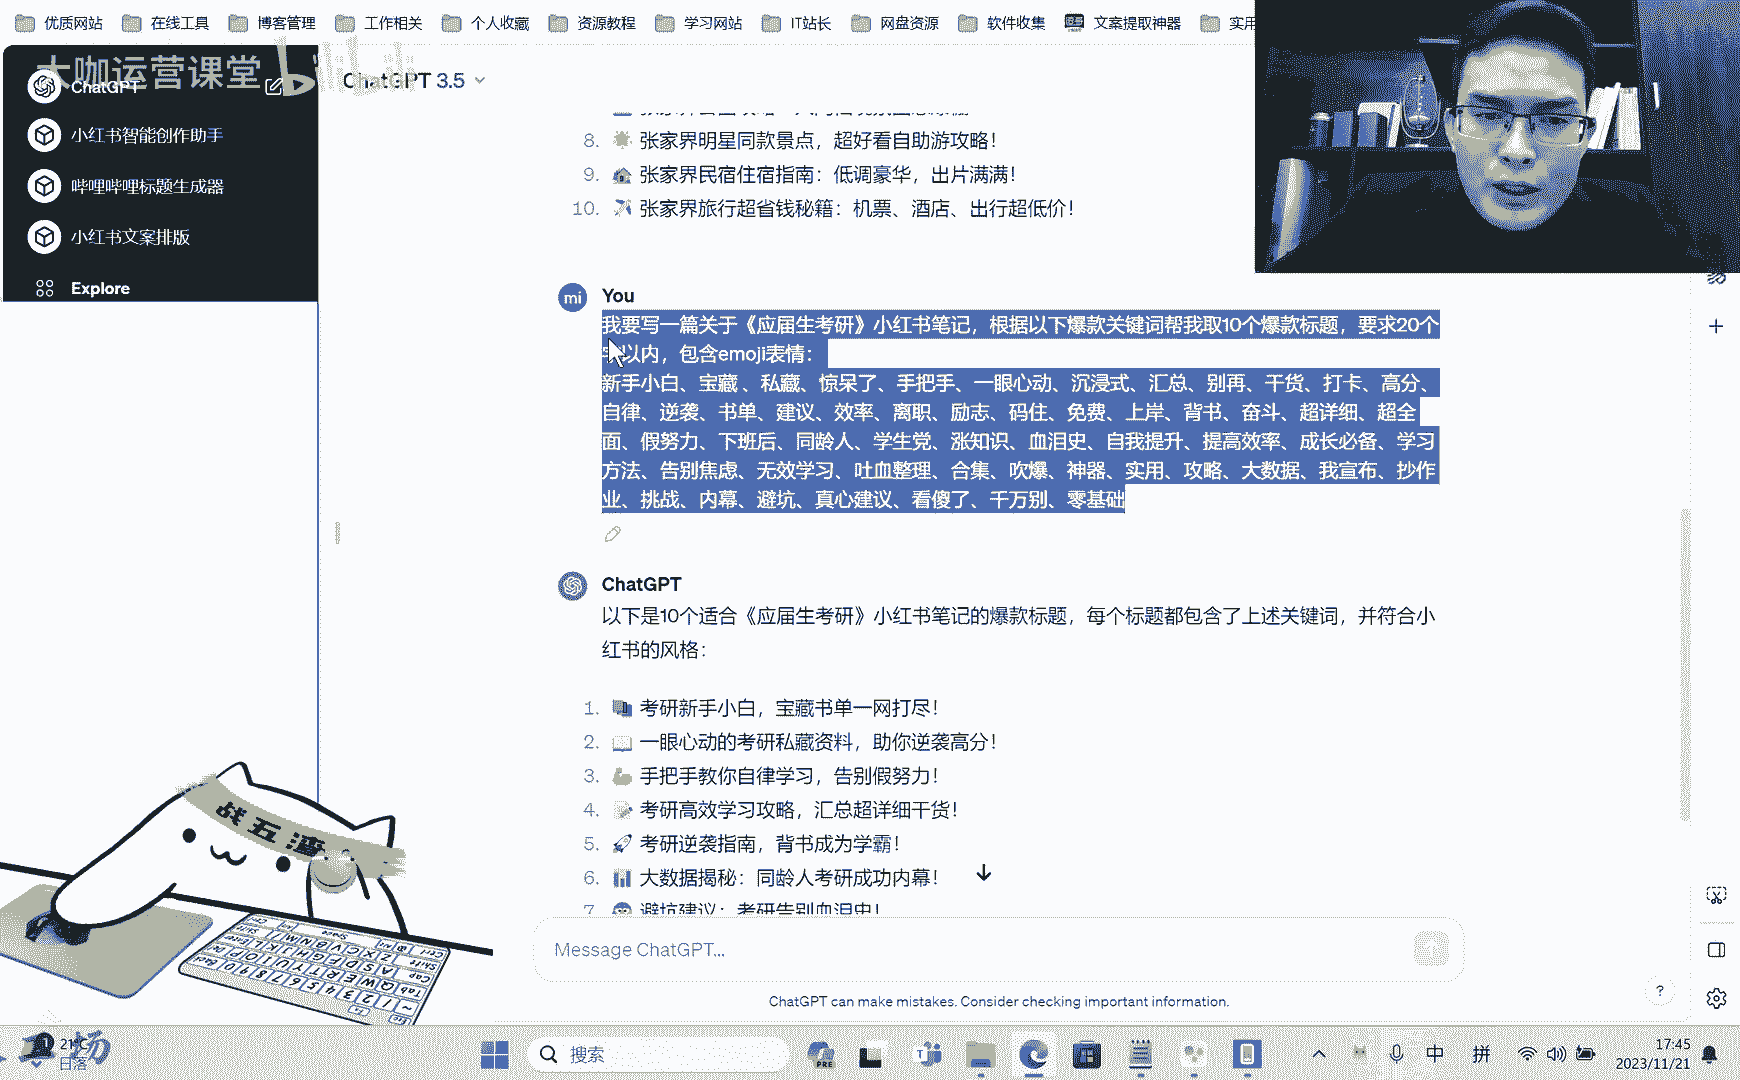 优质网站 在线工具 博客管理 工作相关 个人收藏 资源教程 学习网站 IT站长 网盘资源 软件收集 文案提取神器 实用
大咖运营课堂
ChatGPT
ChatGPT 3.5
小红书智能创作助手
哔哩哔哩标题生成器
小红书文案排版
Explore
8. 张家界明星同款景点，超好看自助游攻略！
9. 张家界民宿住宿指南：低调豪华，出片满满！
10. 张家界旅行超省钱秘籍：机票、酒店、出行超低价！
mi
You
我要写一篇关于《应届生考研》小红书笔记，根据以下爆款关键词帮我取10个爆款标题，要求20个
字以内，包含emoji表情：
新手小白、宝藏 、私藏、惊呆了、手把手、一眼心动、沉浸式、汇总、别再、干货、打卡、高分、
自律、逆袭、书单、建议、效率、离职、励志、码住、免费、上岸、背书、奋斗、超详细、超全
面、假努力、下班后、同龄人、学生党、涨知识、血泪史、自我提升、提高效率、成长必备、学习
方法、告别焦虑、无效学习、吐血整理、合集、吹爆、神器、实用、攻略、大数据、我宣布、抄作
业、挑战、内幕、避坑、真心建议、看傻了、千万别、零基础
ChatGPT
以下是10个适合《应届生考研》小红书笔记的爆款标题，每个标题都包含了上述关键词，并符合小
红书的风格：
1. 考研新手小白，宝藏书单一网打尽！
2. 一眼心动的考研私藏资料，助你逆袭高分！
3. 手把手教你自律学习，告别假努力！
4. 考研高效学习攻略，汇总超详细干货！
5. 考研逆袭指南，背书成为学霸！
6. 大数据揭秘：同龄人考研成功内幕！
7. 避坑建议：考研告别血泪史！
Message ChatGPT...
ChatGPT can make mistakes. Consider checking important information.
?
战五渣
21°C
日落
搜索
PRE
中
拼
17:45
2023/11/21